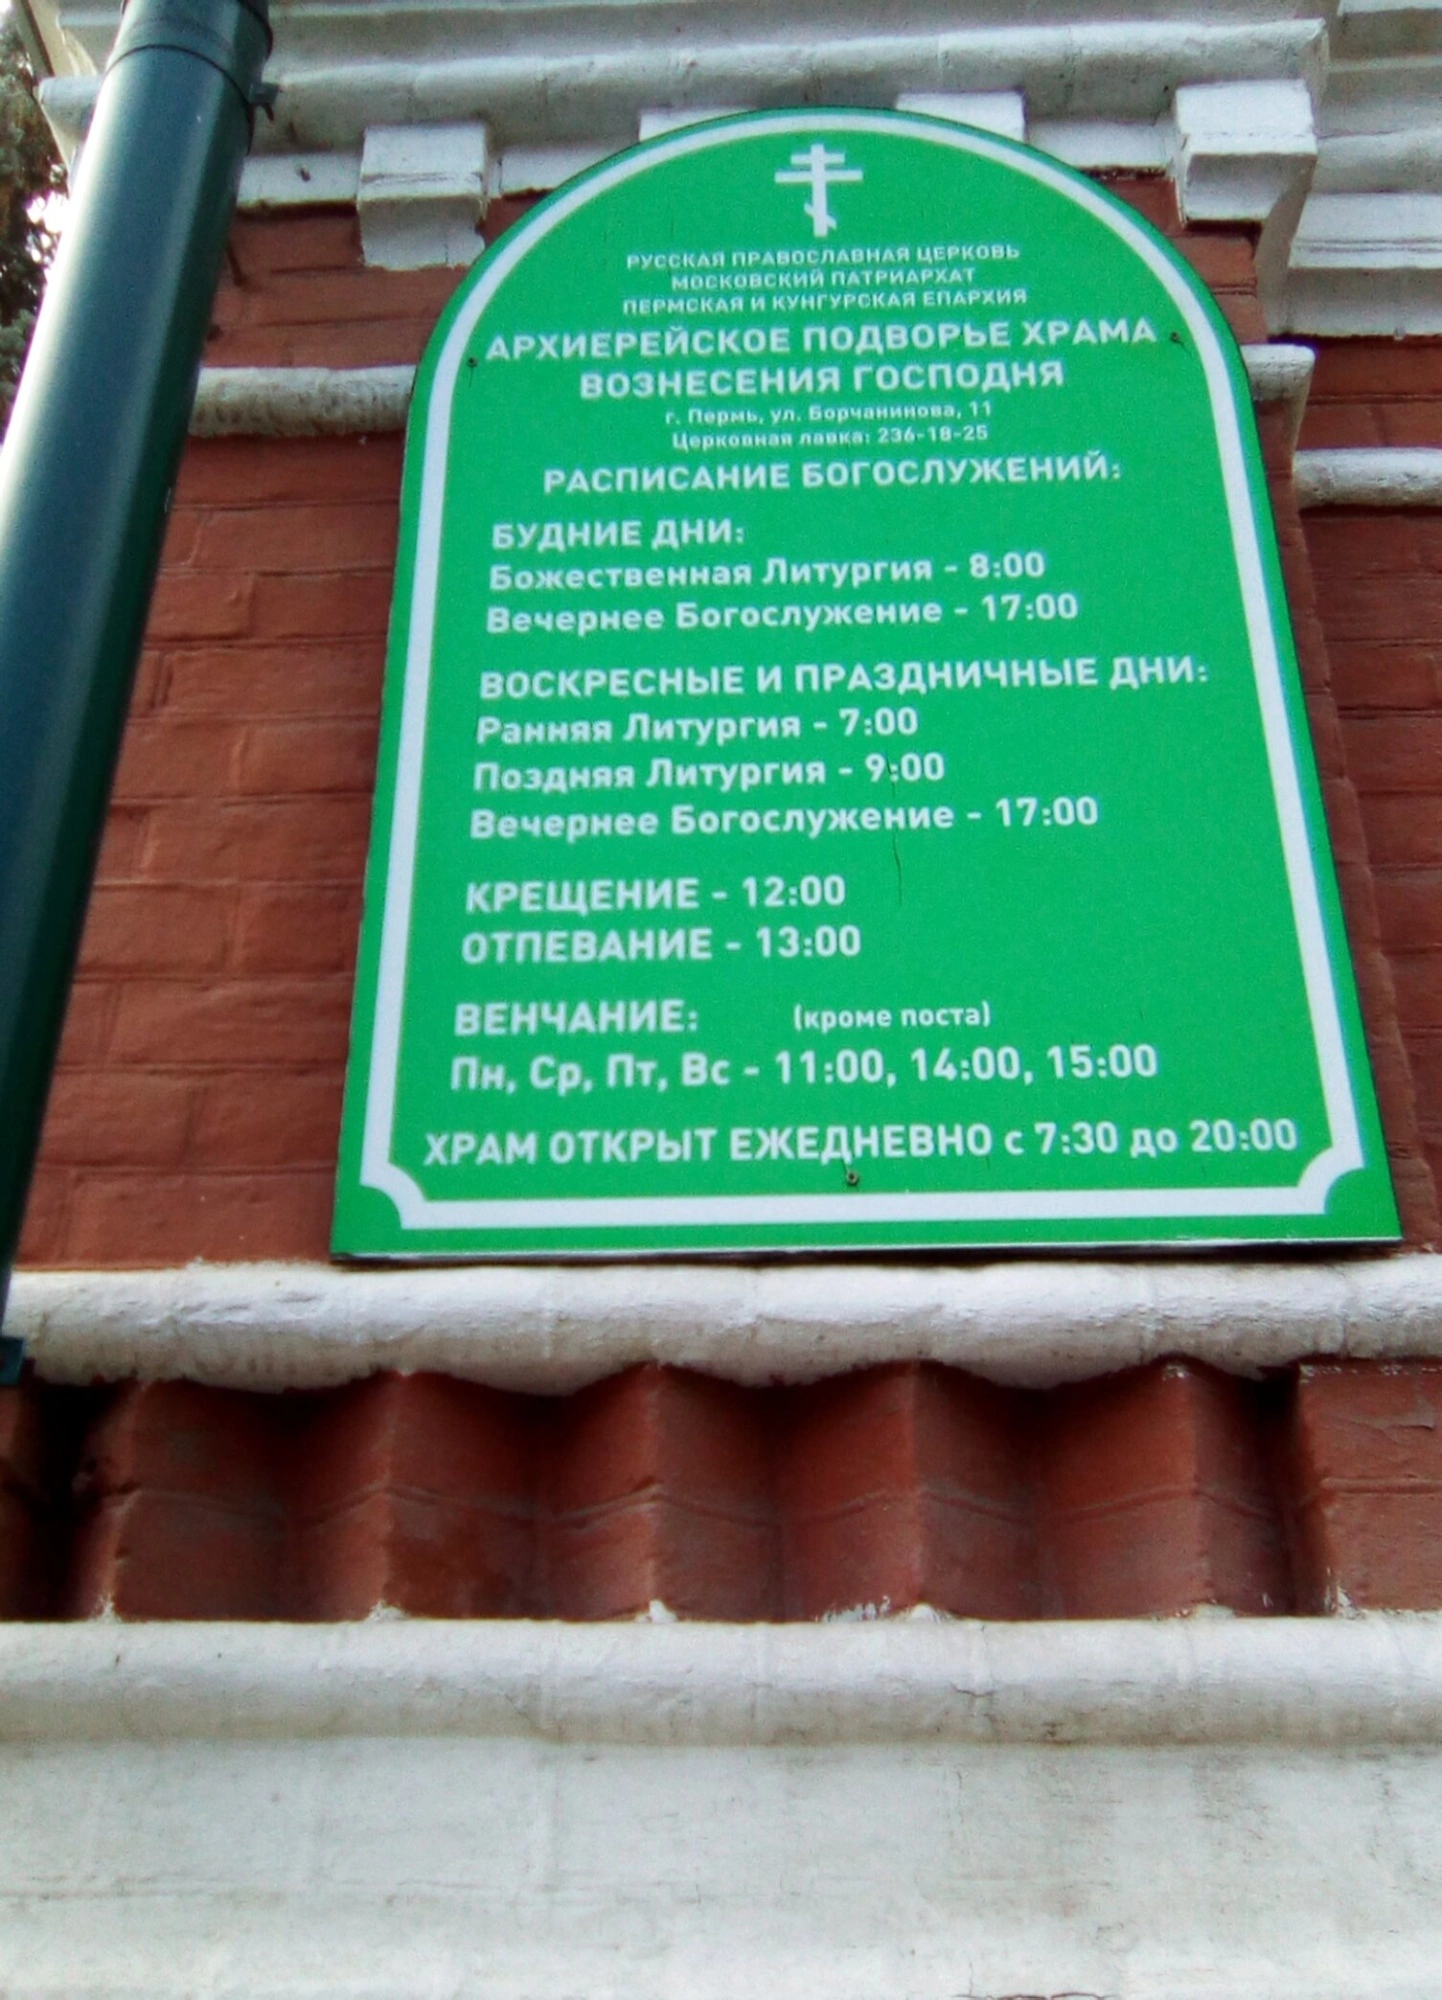 РУССКАЯ ПРАВОСЛАВНАЯ ЦЕРКОВЬ
МОСКОВСКИЙ ПАТРИАРХАТ
ПЕРМСКАЯ И КУНГУРСКАЯ ЕПАРХИЯ
АРХИЕРЕЙСКОЕ ПОДВОРЬЕ ХРАМА
ВОЗНЕСЕНИЯ ГОСПОДНЯ
г. Пермь, ул. Борчанинова, 11
Церковная лавка: 236-18-25
РАСПИСАНИЕ БОГОСЛУЖЕНИЙ:
БУДНИЕ ДНИ:
Божественная Литургия - 8:00
Вечернее Богослужение - 17:00
ВОСКРЕСНЫЕ И ПРАЗДНИЧНЫЕ ДНИ:
Ранняя Литургия - 7:00
Поздняя Литургия - 9:00
Вечернее Богослужение - 17:00
КРЕЩЕНИЕ - 12:00
ОТПЕВАНИЕ - 13:00
ВЕНЧАНИЕ: (кроме поста)
Пн, Ср, Пт, Вс - 11:00, 14:00, 15:00
ХРАМ ОТКРЫТ ЕЖЕДНЕВНО с 7:30 до 20:00